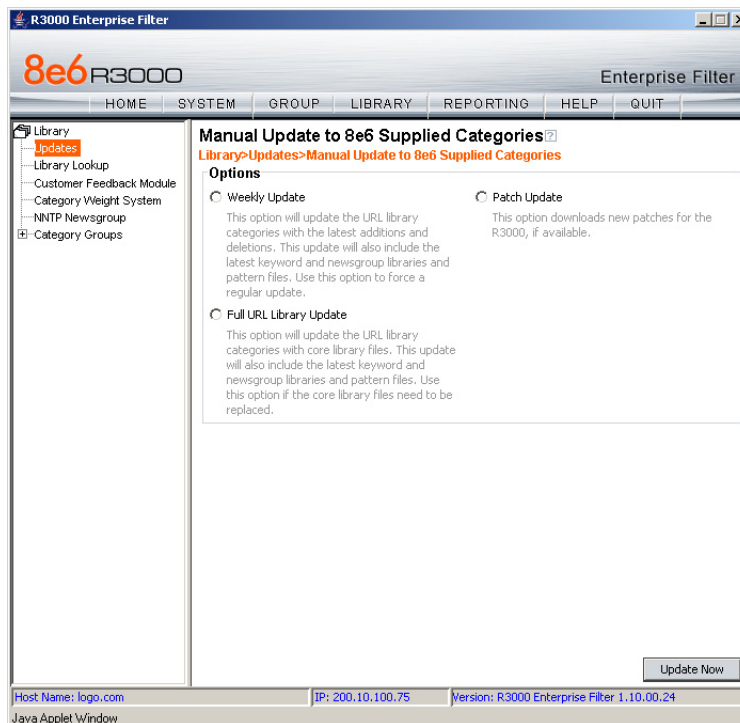 R3000 Enterprise Filter
8e6 R3000
Enterprise Filter
HOME SYSTEM GROUP LIBRARY REPORTING HELP QUIT
Library
Updates
Library Lookup
Customer Feedback Module
Category Weight System
NNTP Newsgroup
Category Groups
Manual Update to 8e6 Supplied Categories
Library>Updates>Manual Update to 8e6 Supplied Categories
Options
Weekly Update
This option will update the URL library
categories with the latest additions and
deletions. This update will also include the
latest keyword and newsgroup libraries and
pattern files. Use this option to force a
regular update.
Full URL Library Update
This option will update the URL library
categories with core library files. This update
will also include the latest keyword and
newsgroup libraries and pattern files. Use
this option if the core library files need to be
replaced.
Patch Update
This option downloads new patches for the
R3000, if available.
Update Now
Host Name: logo.com
IP: 200.10.100.75
Version: R3000 Enterprise Filter 1.10.00.24
Java Applet Window